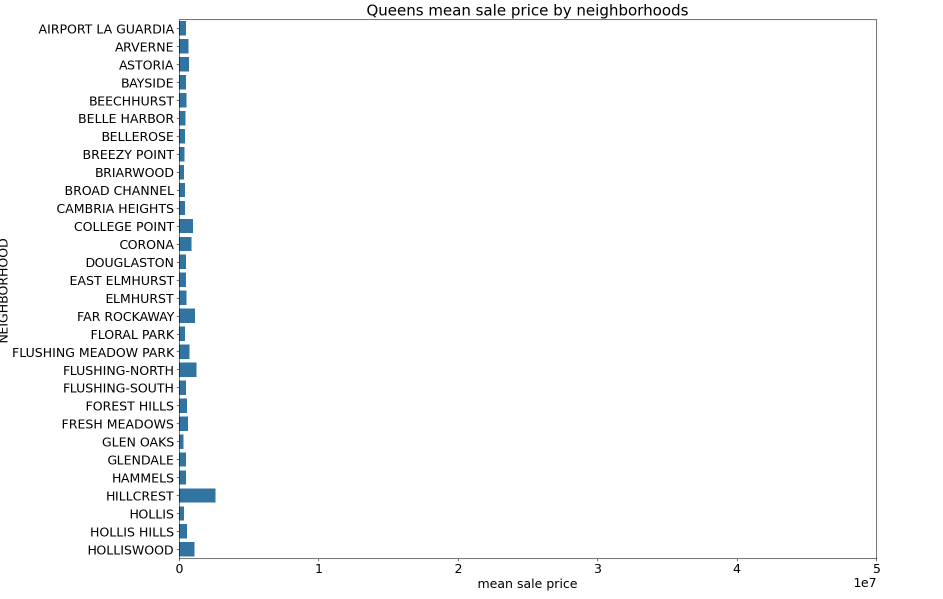 Queens mean sale price by neighborhoods
NEIGHBORHOOD
AIRPORT LA GUARDIA
ARVERNE
ASTORIA
BAYSIDE
BEECHHURST
BELLE HARBOR
BELLEROSE
BREEZY POINT
BRIARWOOD
BROAD CHANNEL
CAMBRIA HEIGHTS
COLLEGE POINT
CORONA
DOUGLASTON
EAST ELMHURST
ELMHURST
FAR ROCKAWAY
FLORAL PARK
FLUSHING MEADOW PARK
FLUSHING-NORTH
FLUSHING-SOUTH
FOREST HILLS
FRESH MEADOWS
GLEN OAKS
GLENDALE
HAMMELS
HILLCREST
HOLLIS
HOLLIS HILLS
HOLLISWOOD
0 1 2 3 4 5
1e7
mean sale price